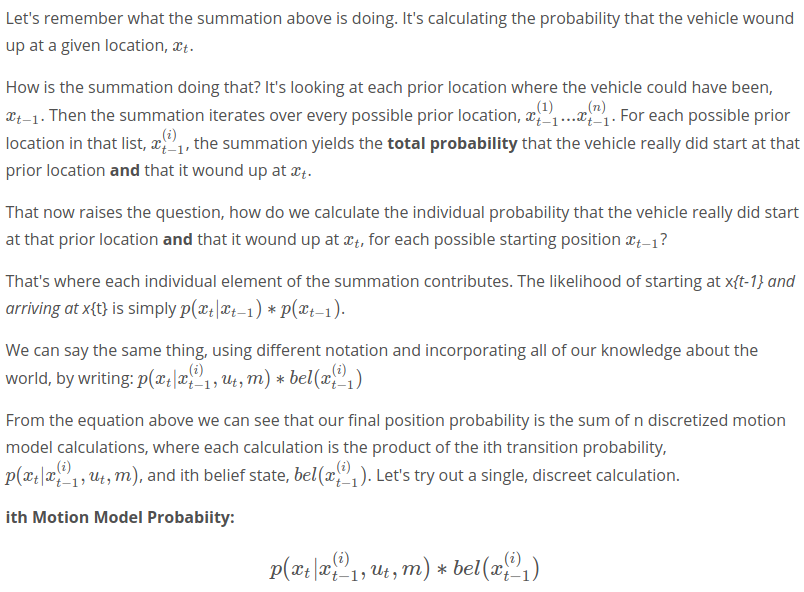 Let's remember what the summation above is doing. It's calculating the probability that the vehicle wound
up at a given location, $x_t$.
How is the summation doing that? It's looking at each prior location where the vehicle could have been,
$x_{t-1}$. Then the summation iterates over every possible prior location, $x_{t-1}^{(1)}...x_{t-1}^{(n)}$. For each possible prior
location in that list, $x_{t-1}^{(i)}$, the summation yields the total probability that the vehicle really did start at that
prior location and that it wound up at $x_t$.
That now raises the question, how do we calculate the individual probability that the vehicle really did start
at that prior location and that it wound up at $x_t$, for each possible starting position $x_{t-1}$?
That's where each individual element of the summation contributes. The likelihood of starting at x{t-1} and
arriving at x{t} is simply $p(x_t|x_{t-1}) * p(x_{t-1})$.
We can say the same thing, using different notation and incorporating all of our knowledge about the
world, by writing: $p(x_t|x_{t-1}^{(i)}, u_t, m) * bel(x_{t-1}^{(i)})$
From the equation above we can see that our final position probability is the sum of n discretized motion
model calculations, where each calculation is the product of the ith transition probability,
$p(x_t|x_{t-1}^{(i)}, u_t, m)$, and ith belief state, $bel(x_{t-1}^{(i)})$. Let's try out a single, discreet calculation.
ith Motion Model Probabiity:
$p(x_t|x_{t-1}^{(i)}, u_t, m) * bel(x_{t-1}^{(i)})$